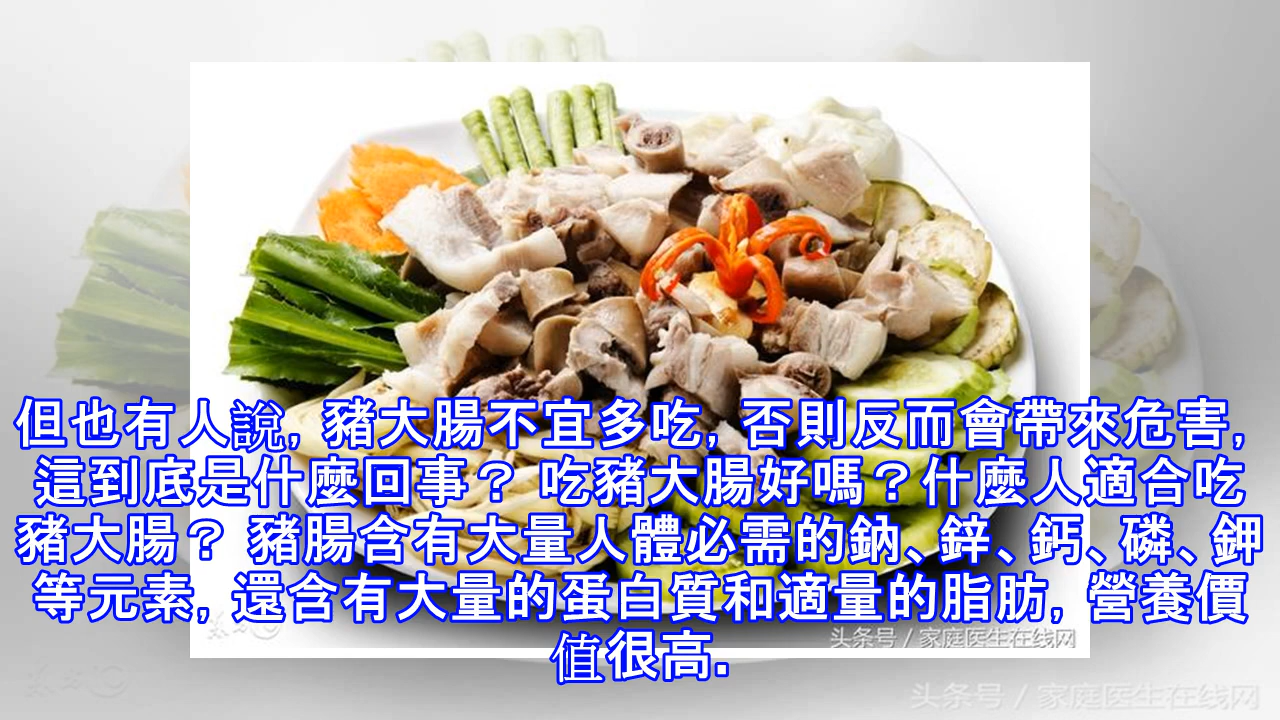 但也有人說, 豬大腸不宜多吃, 否則反而會帶來危害,
這到底是什麼回事？ 吃豬大腸好嗎？什麼人適合吃
豬大腸？ 豬腸含有大量人體必需的鈉、鋅、鈣、磷、鉀
等元素, 還含有大量的蛋白質和適量的脂肪, 營養價
值很高.
头条号 / 家庭医生在线网
头条号 / 家庭医生在线网